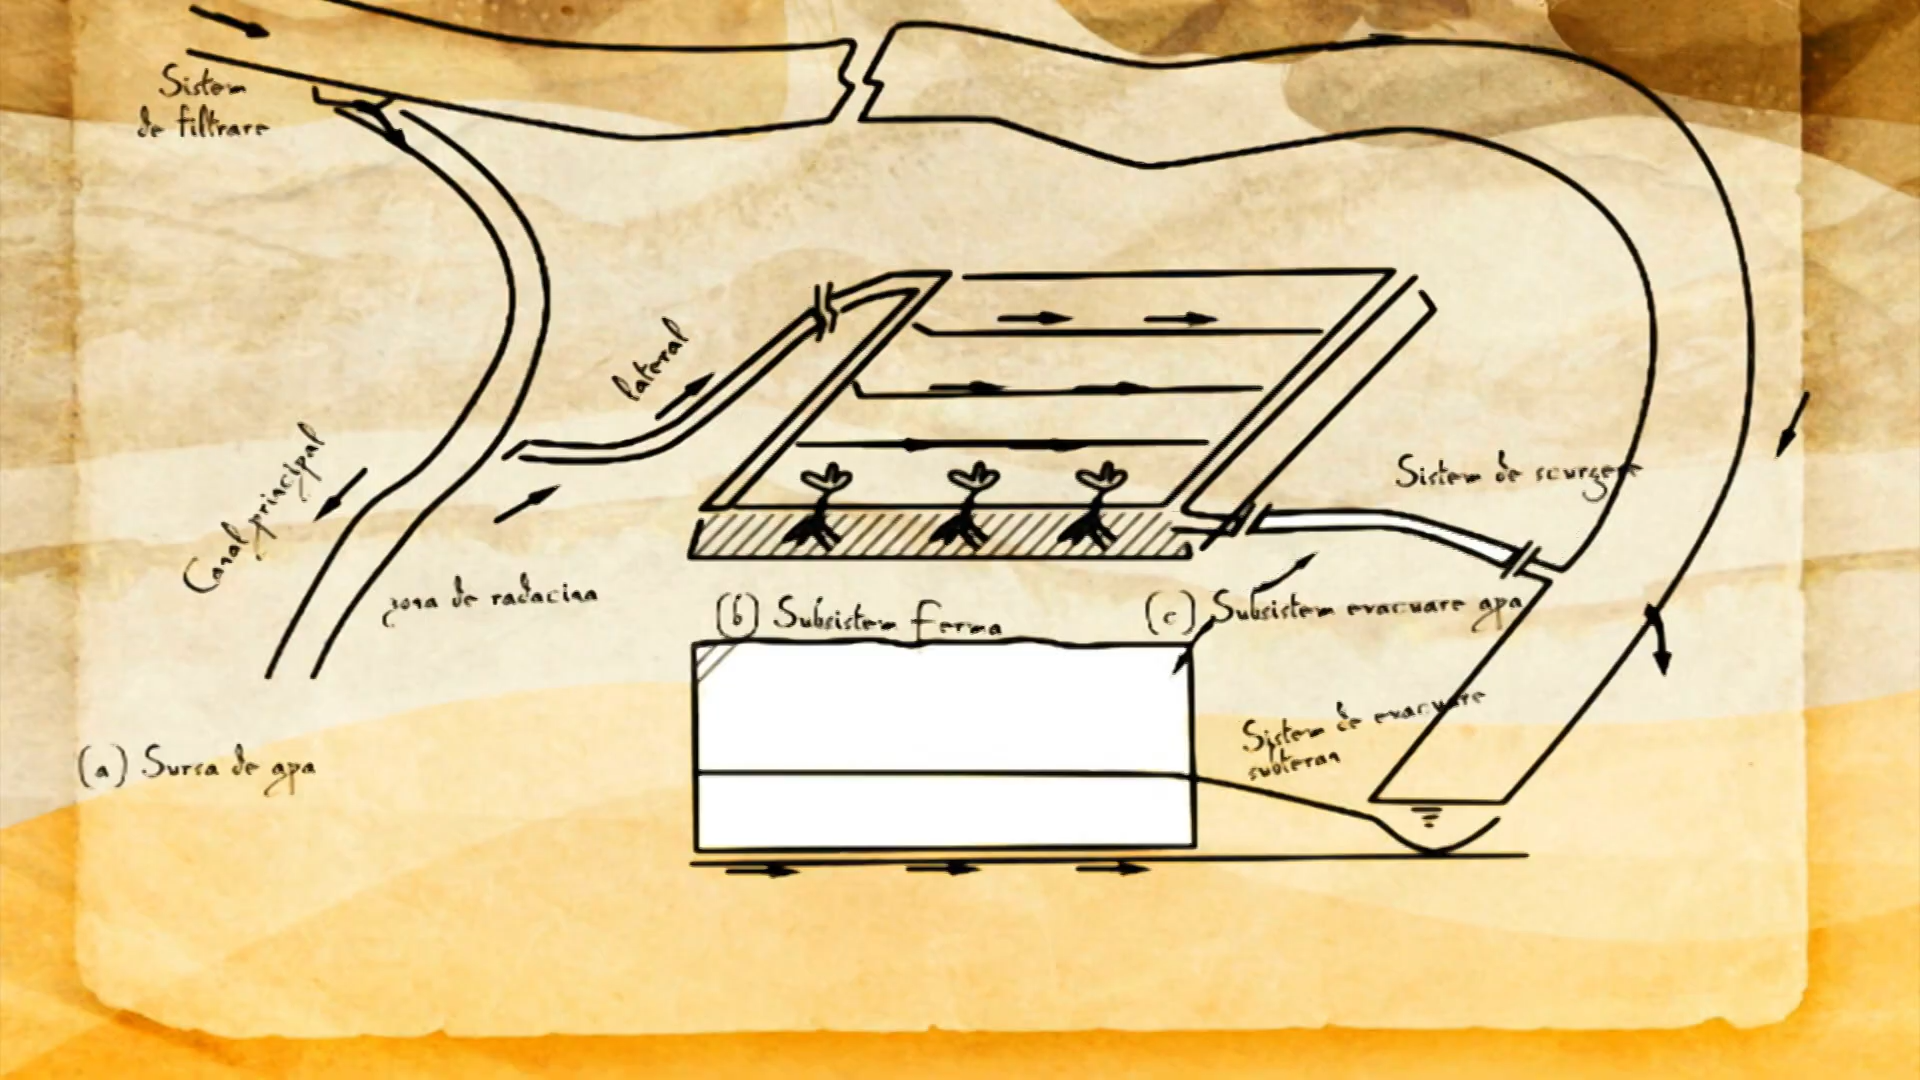 Sistem
de filtrare
lateral
Canal principal
Sistem de scurgere
zona de radacina
(b) Subsistem ferma
(c) Subsistem evacuare apa
Sistem de evacuare
subteran
(a) Sursa de apa